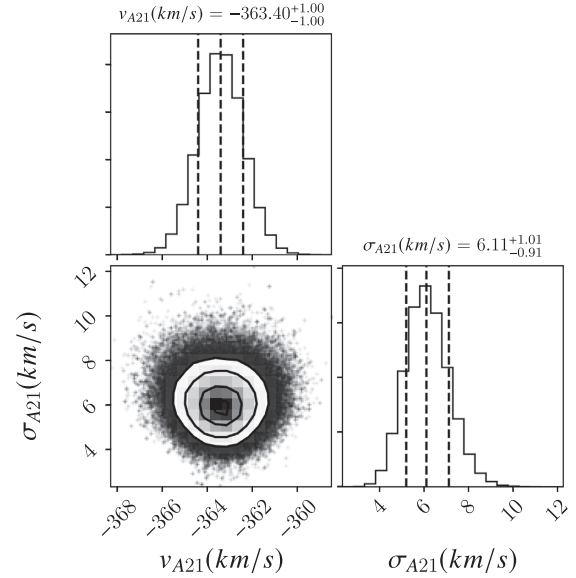 v_{A21}(km/s) = −363.40^{+1.00}_{−1.00}
σ_{A21}(km/s) = 6.11^{+1.01}_{−0.91}
12
10
8
6
4
σ_{A21}(km/s)
−368 −366 −364 −362 −360
4 6 8 10 12
v_{A21}(km/s)
σ_{A21}(km/s)